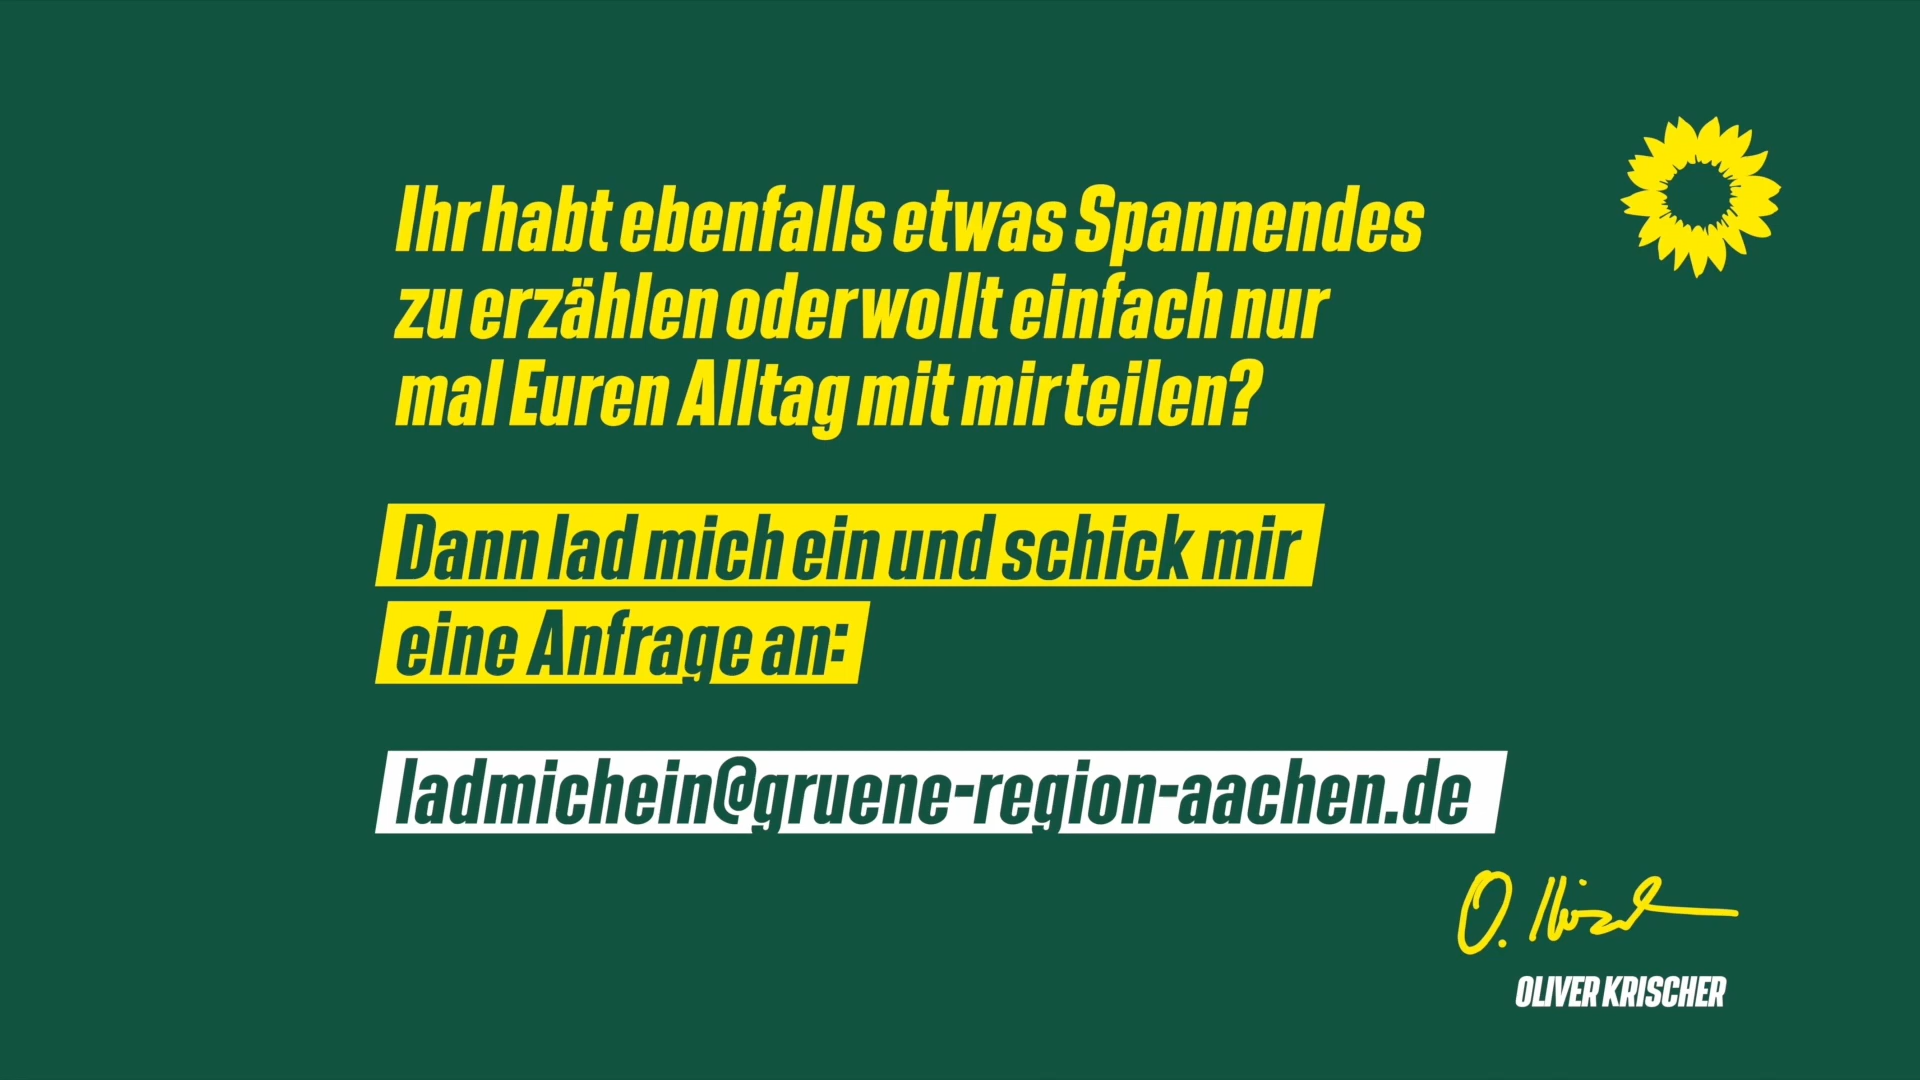 Ihr habt ebenfalls etwas Spannendes
zu erzählen oder wollt einfach nur
mal Euren Alltag mit mir teilen?
Dann lad mich ein und schick mir
eine Anfrage an:
ladmichein@gruene-region-aachen.de
O. Krischer
OLIVER KRISCHER